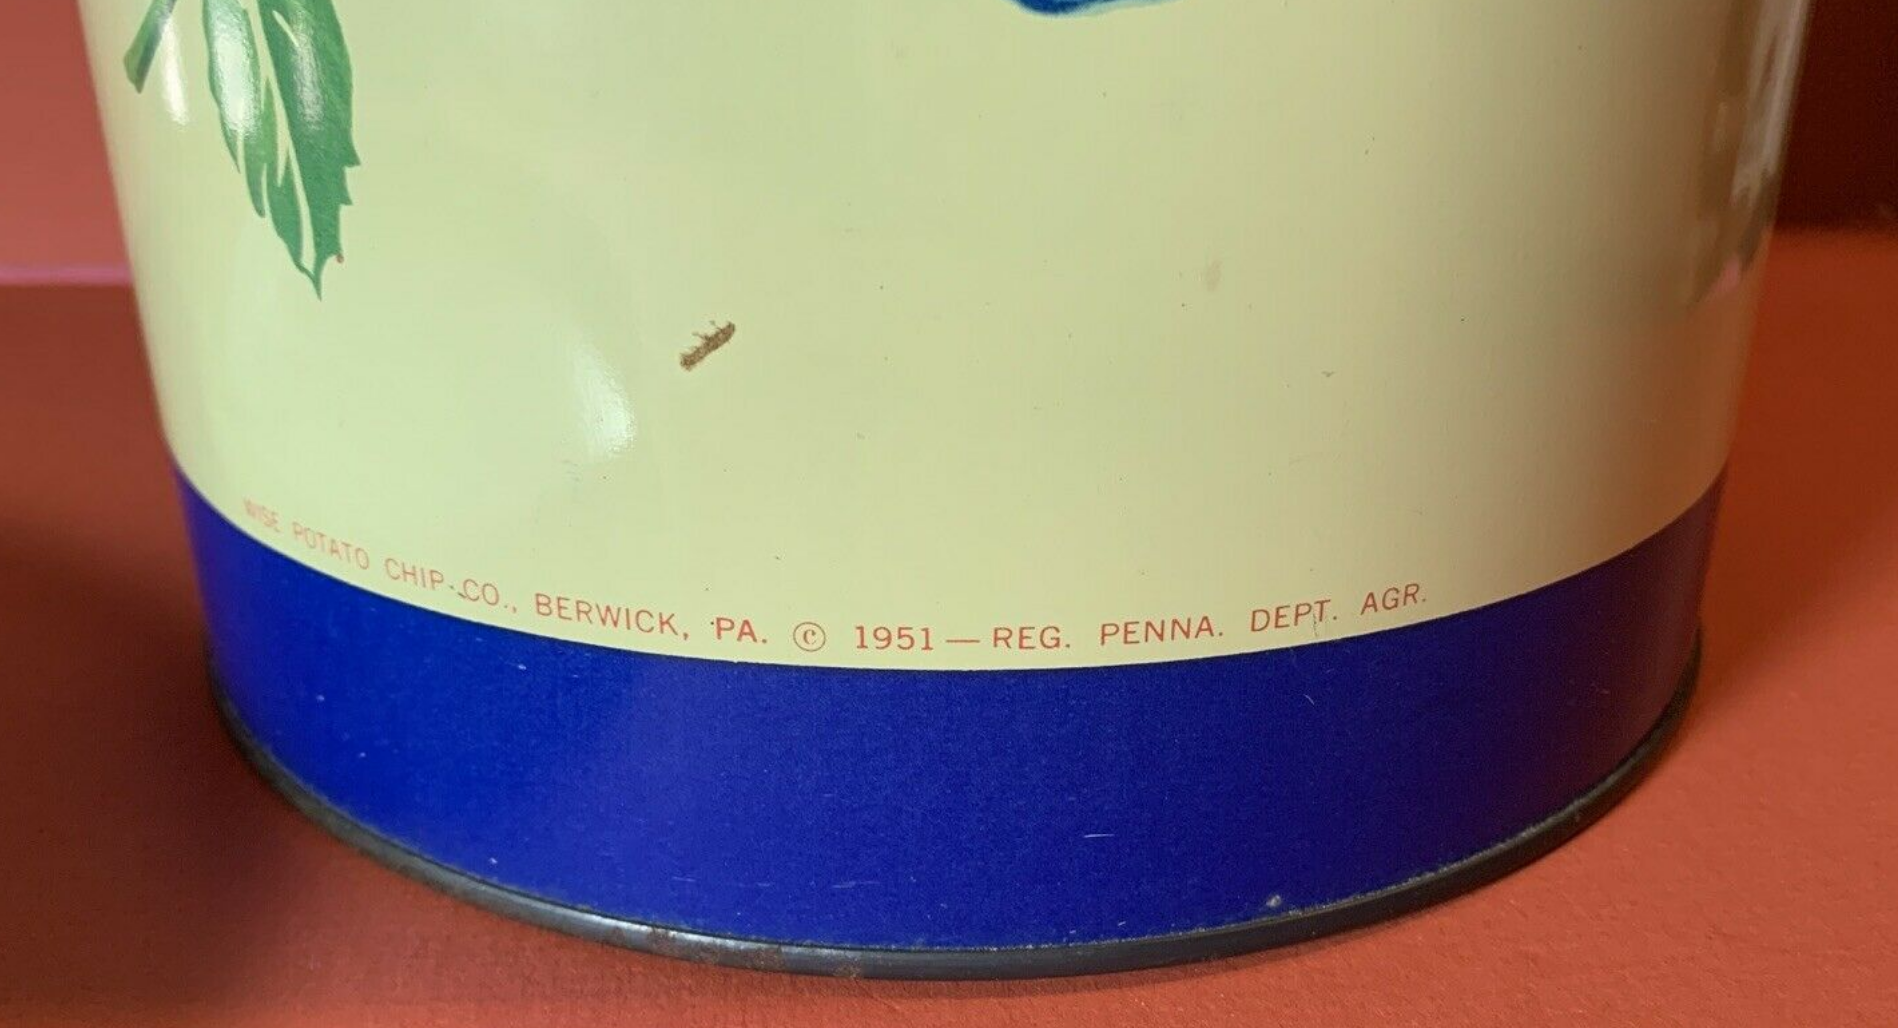 WISE POTATO CHIP CO., BERWICK, PA. © 1951 — REG. PENNA. DEPT. AGR.